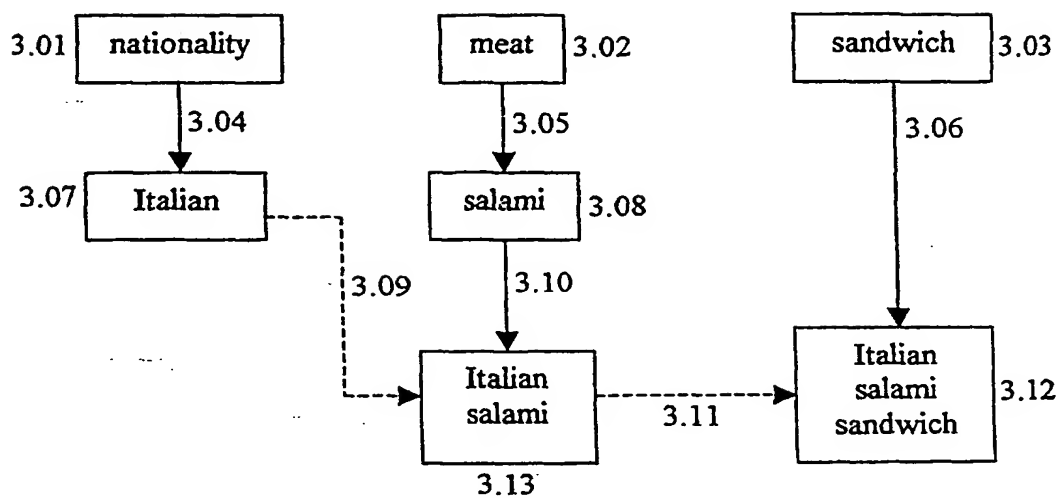 3.01 nationality
meat 3.02
sandwich 3.03
3.04
3.05
3.06
3.07 Italian
salami 3.08
3.09
3.10
Italian
salami
3.13
3.11
Italian
salami
sandwich
3.12